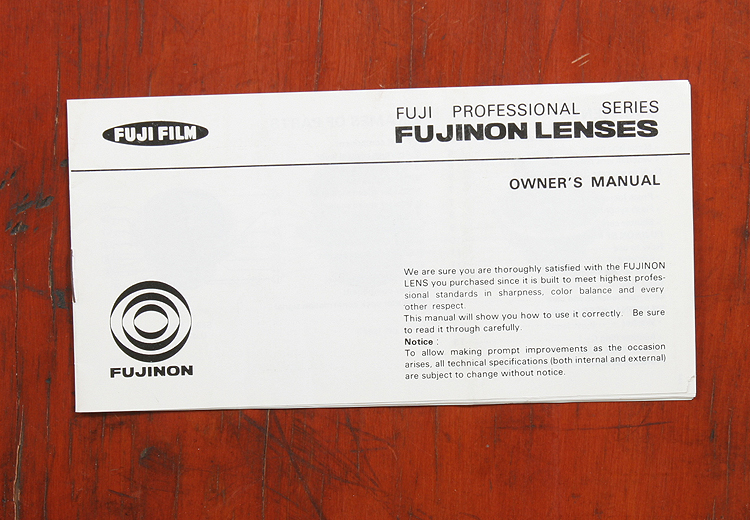 FUJI FILM
FUJI PROFESSIONAL SERIES
FUJINON LENSES
OWNER'S MANUAL
We are sure you are thoroughly satisfied with the FUJINON
LENS you purchased since it is built to meet highest profes-
sional standards in sharpness, color balance and every
other respect.
This manual will show you how to use it correctly. Be sure
to read it through carefully.
Notice :
To allow making prompt improvements as the occasion
arises, all technical specifications (both internal and external)
are subject to change without notice.
FUJINON